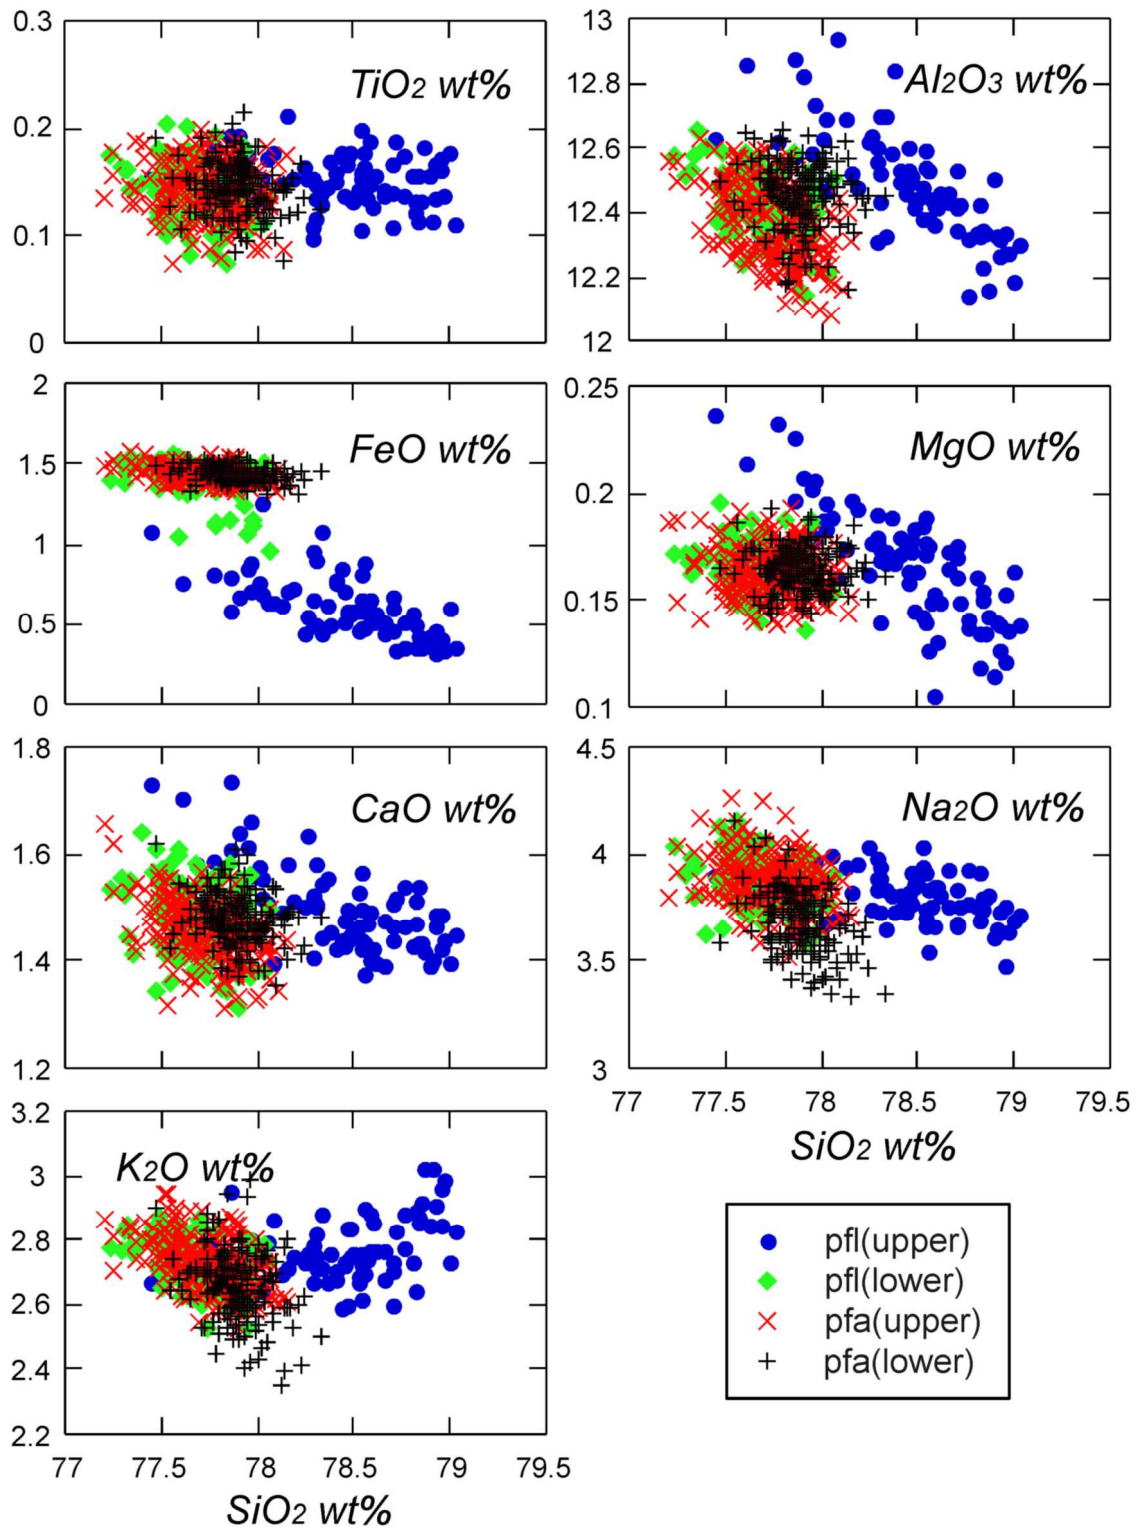 0.3
TiO2 wt%
0.2
0.1
0
13
Al2O3 wt%
12.8
12.6
12.4
12.2
12
2
FeO wt%
1.5
1
0.5
0
0.25
MgO wt%
0.2
0.15
0.1
1.8
CaO wt%
1.6
1.4
1.2
4.5
Na2O wt%
4
3.5
3
77 77.5 78 78.5 79 79.5
SiO2 wt%
3.2
K2O wt%
3
2.8
2.6
2.4
2.2
77 77.5 78 78.5 79 79.5
SiO2 wt%
pfl(upper)
pfl(lower)
pfa(upper)
pfa(lower)